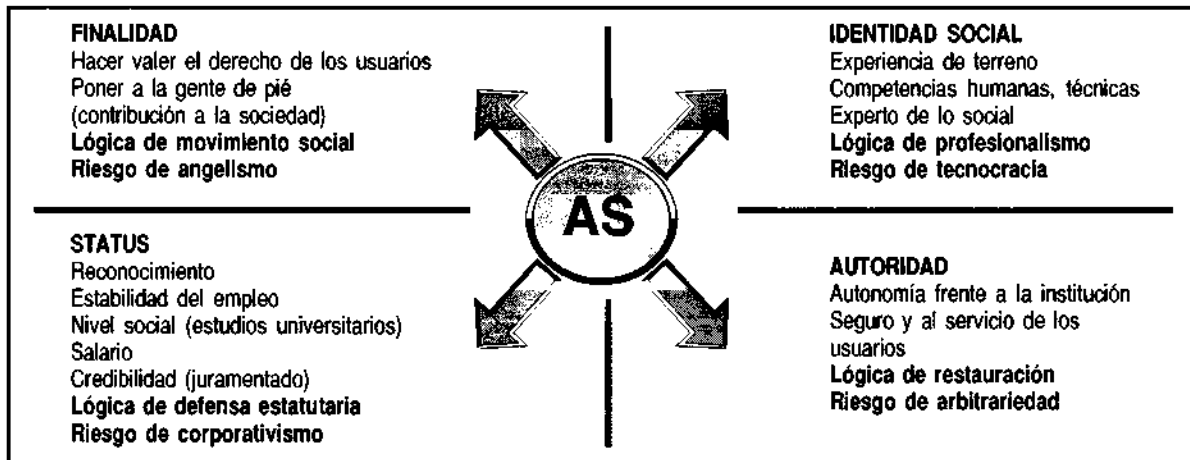 FINALIDAD
Hacer valer el derecho de los usuarios
Poner a la gente de pié
(contribución a la sociedad)
Lógica de movimiento social
Riesgo de angelismo
IDENTIDAD SOCIAL
Experiencia de terreno
Competencias humanas, técnicas
Experto de lo social
Lógica de profesionalismo
Riesgo de tecnocracia
AS
STATUS
Reconocimiento
Estabilidad del empleo
Nivel social (estudios universitarios)
Salario
Credibilidad (juramentado)
Lógica de defensa estatutaria
Riesgo de corporativismo
AUTORIDAD
Autonomía frente a la institución
Seguro y al servicio de los
usuarios
Lógica de restauración
Riesgo de arbitrariedad